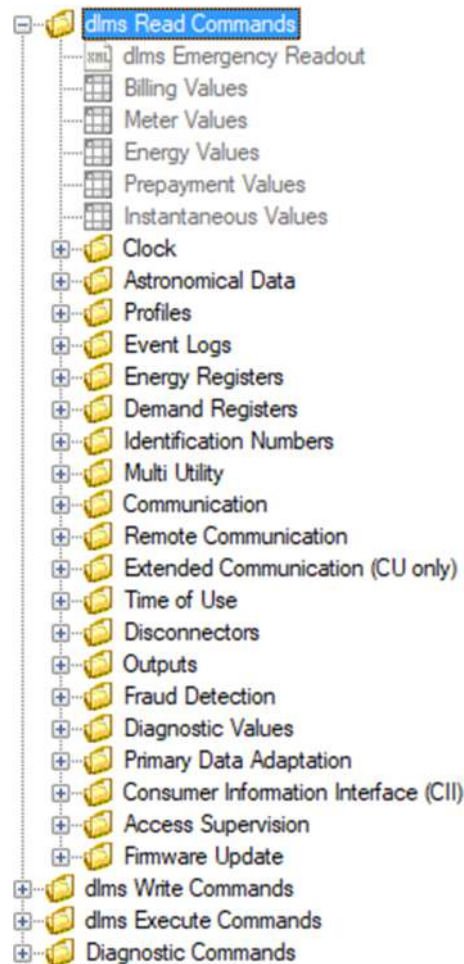 dlms Read Commands
dlms Emergency Readout
Billing Values
Meter Values
Energy Values
Prepayment Values
Instantaneous Values
Clock
Astronomical Data
Profiles
Event Logs
Energy Registers
Demand Registers
Identification Numbers
Multi Utility
Communication
Remote Communication
Extended Communication (CU only)
Time of Use
Disconnectors
Outputs
Fraud Detection
Diagnostic Values
Primary Data Adaptation
Consumer Information Interface (CII)
Access Supervision
Firmware Update
dlms Write Commands
dlms Execute Commands
Diagnostic Commands